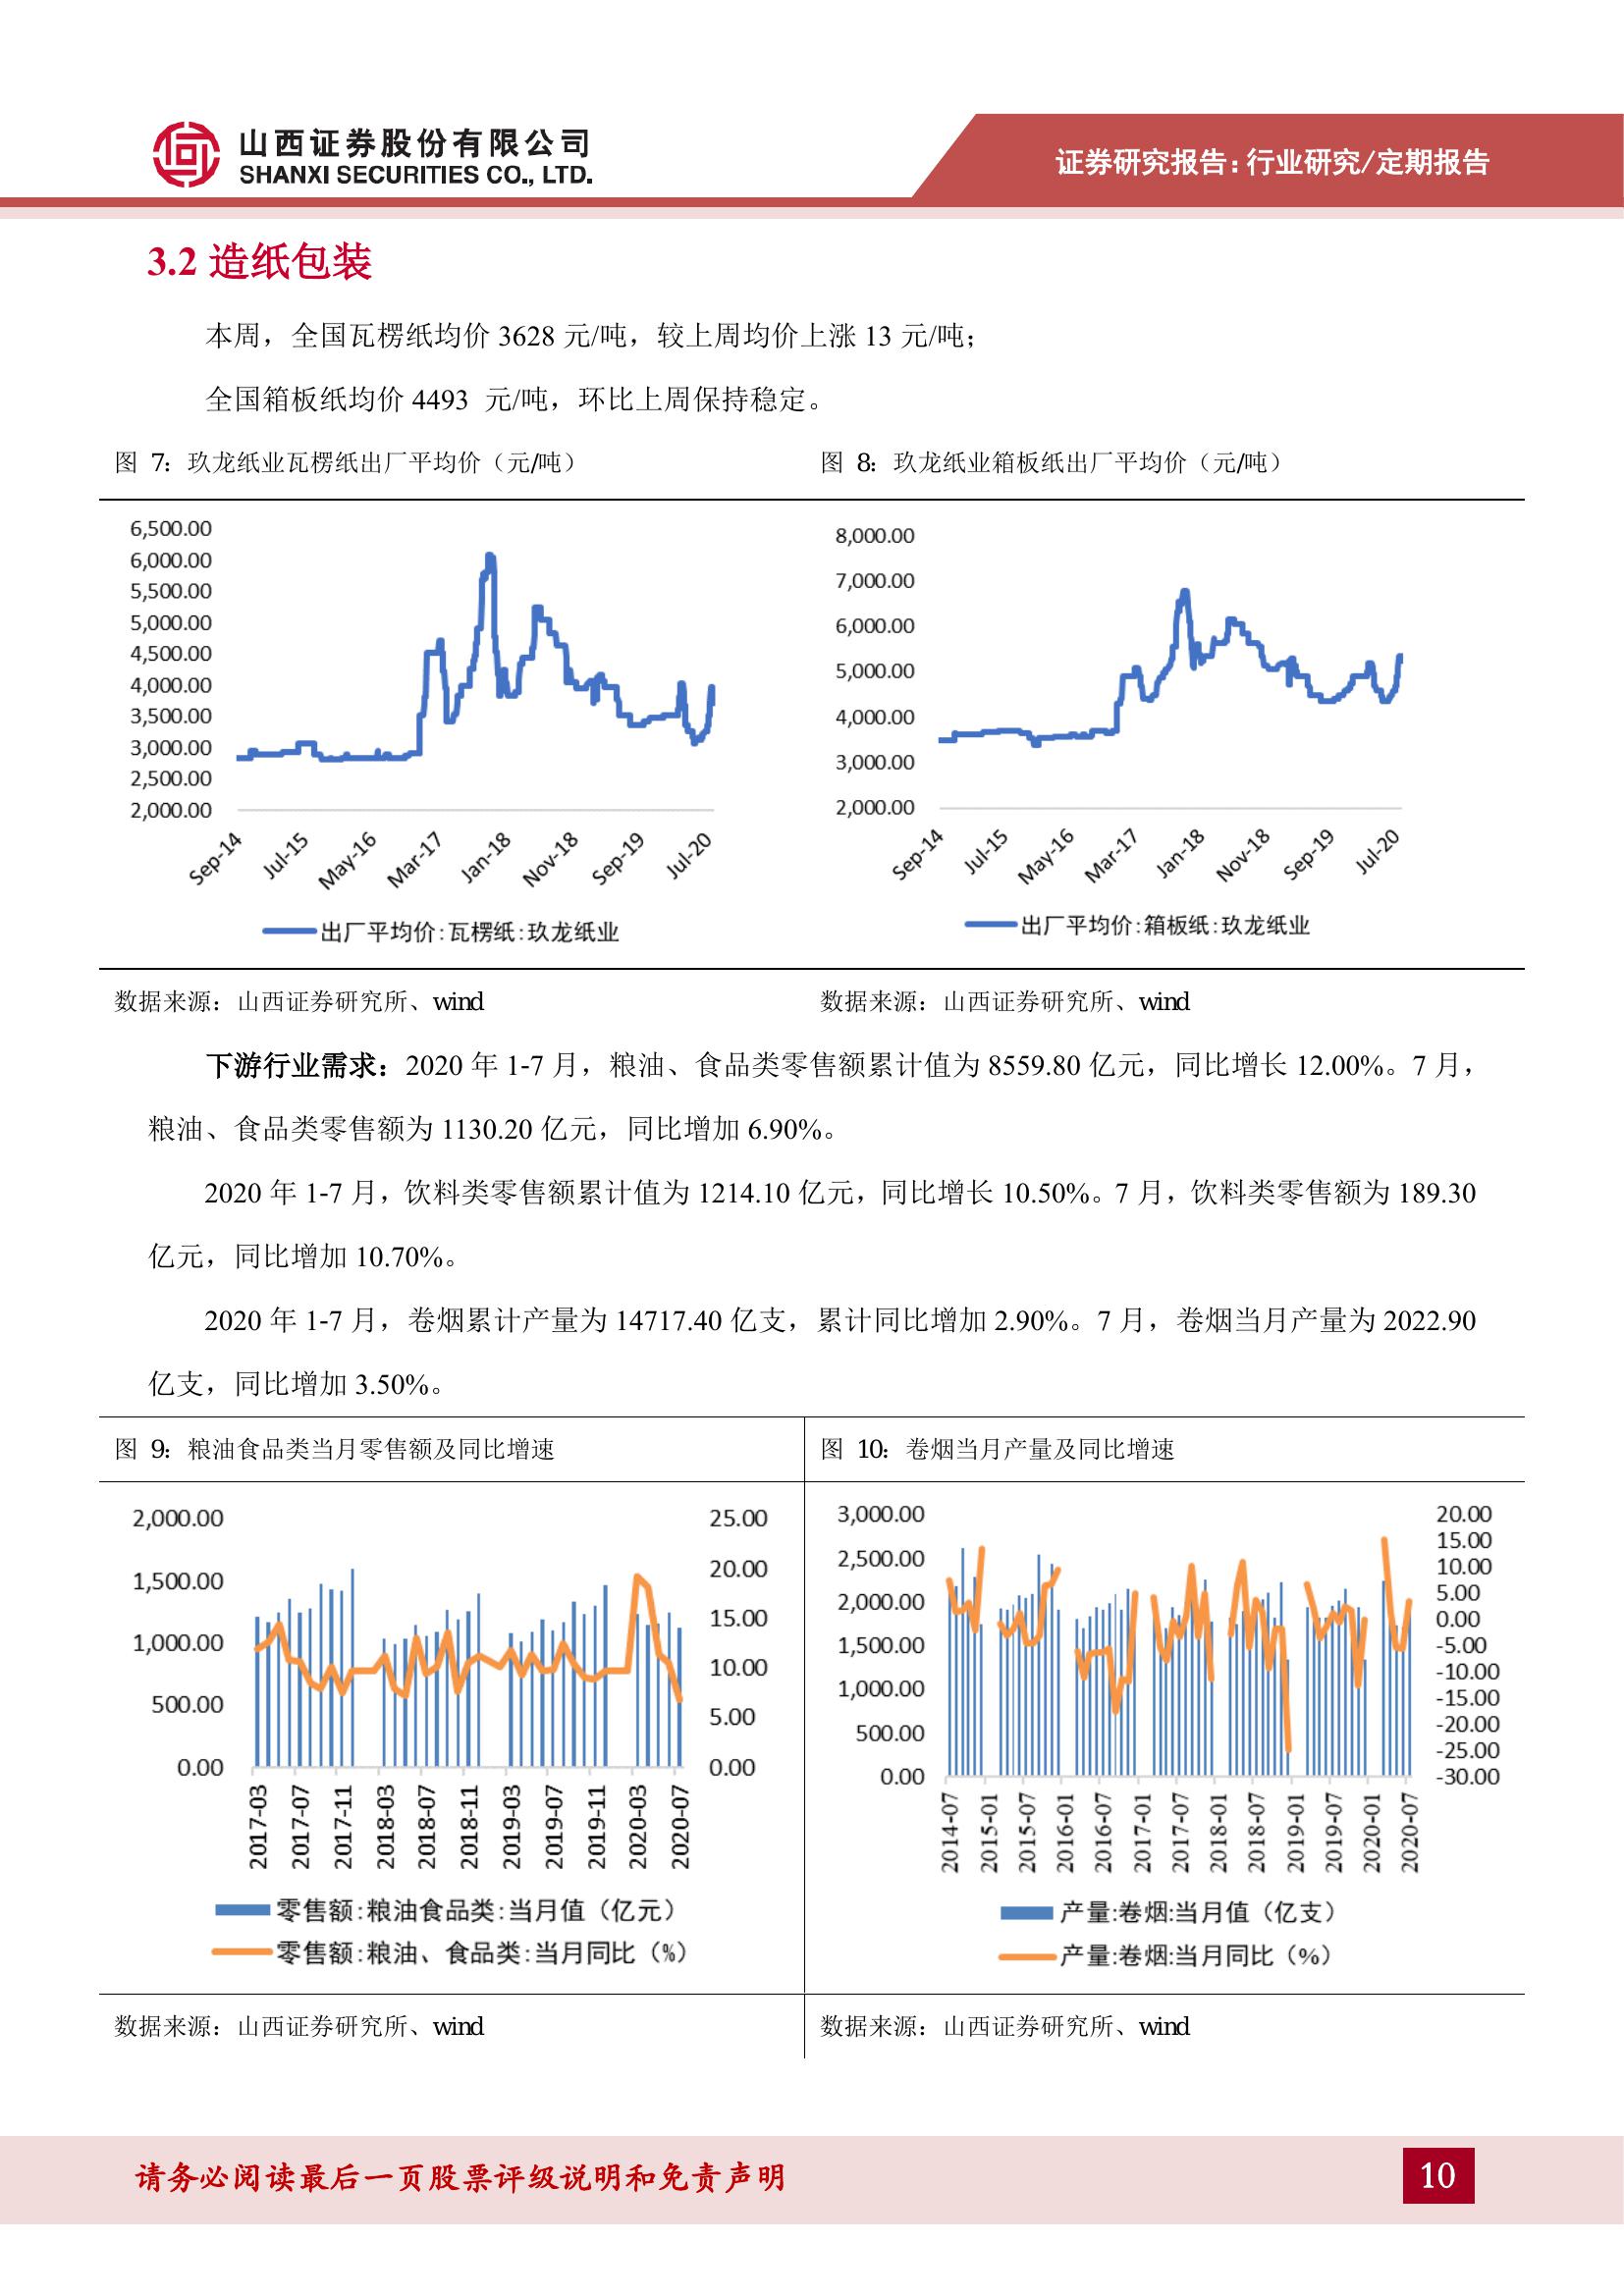 山西证券股份有限公司
SHANXI SECURITIES CO., LTD.
证券研究报告：行业研究/定期报告
3.2 造纸包装
本周，全国瓦楞纸均价 3628 元/吨，较上周均价上涨 13 元/吨；
全国箱板纸均价 4493 元/吨，环比上周保持稳定。
图 7：玖龙纸业瓦楞纸出厂平均价（元/吨）
6,500.00
6,000.00
5,500.00
5,000.00
4,500.00
4,000.00
3,500.00
3,000.00
2,500.00
2,000.00
Sep-14 Jul-15 May-16 Mar-17 Jan-18 Nov-18 Sep-19 Jul-20
出厂平均价:瓦楞纸:玖龙纸业
图 8：玖龙纸业箱板纸出厂平均价（元/吨）
8,000.00
7,000.00
6,000.00
5,000.00
4,000.00
3,000.00
2,000.00
Sep-14 Jul-15 May-16 Mar-17 Jan-18 Nov-18 Sep-19 Jul-20
出厂平均价:箱板纸:玖龙纸业
数据来源：山西证券研究所、wind
数据来源：山西证券研究所、wind
下游行业需求：2020 年 1-7 月，粮油、食品类零售额累计值为 8559.80 亿元，同比增长 12.00%。7 月，
粮油、食品类零售额为 1130.20 亿元，同比增加 6.90%。
2020 年 1-7 月，饮料类零售额累计值为 1214.10 亿元，同比增长 10.50%。7 月，饮料类零售额为 189.30
亿元，同比增加 10.70%。
2020 年 1-7 月，卷烟累计产量为 14717.40 亿支，累计同比增加 2.90%。7 月，卷烟当月产量为 2022.90
亿支，同比增加 3.50%。
图 9：粮油食品类当月零售额及同比增速
2,000.00
1,500.00
1,000.00
500.00
0.00
25.00
20.00
15.00
10.00
5.00
0.00
2017-03 2017-07 2017-11 2018-03 2018-07 2018-11 2019-03 2019-07 2019-11 2020-03 2020-07
零售额:粮油食品类:当月值（亿元）
零售额:粮油、食品类:当月同比（%）
图 10：卷烟当月产量及同比增速
3,000.00
2,500.00
2,000.00
1,500.00
1,000.00
500.00
0.00
20.00
15.00
10.00
5.00
0.00
-5.00
-10.00
-15.00
-20.00
-25.00
-30.00
2014-07 2015-01 2015-07 2016-01 2016-07 2017-01 2017-07 2018-01 2018-07 2019-01 2019-07 2020-01 2020-07
产量:卷烟:当月值（亿支）
产量:卷烟:当月同比（%）
数据来源：山西证券研究所、wind
数据来源：山西证券研究所、wind
请务必阅读最后一页股票评级说明和免责声明
10